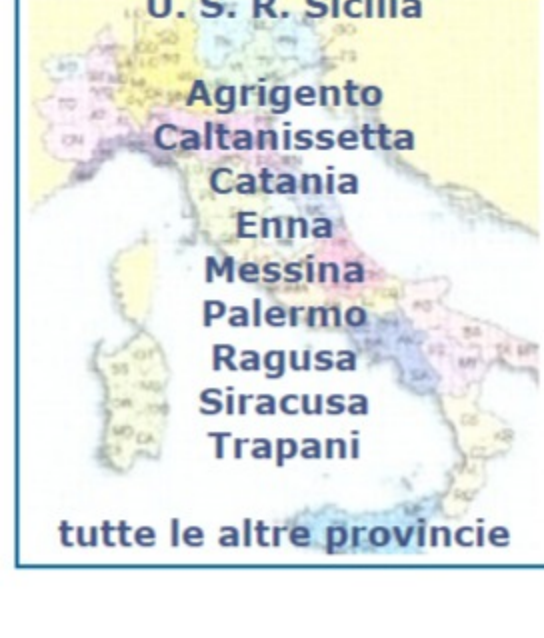 U. S. R. Sicilia
Agrigento
Caltanissetta
Catania
Enna
Messina
Palermo
Ragusa
Siracusa
Trapani
tutte le altre provincie